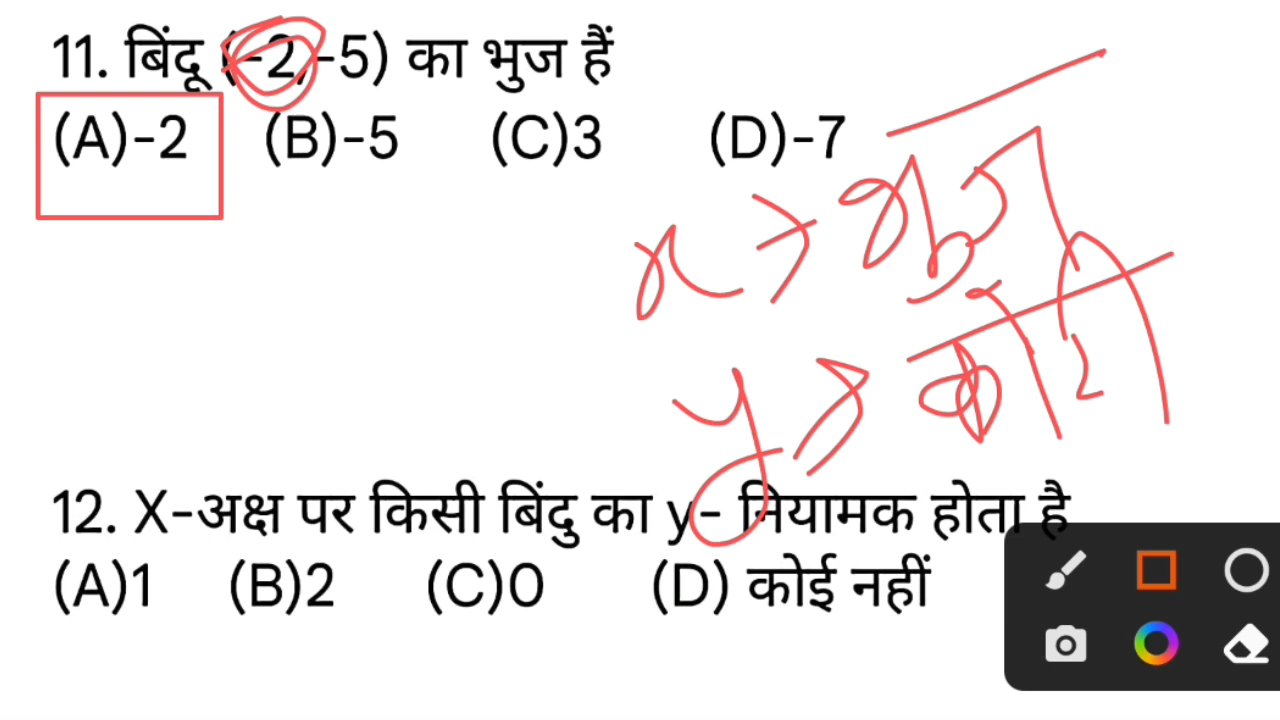 11. बिंदू (-2,-5) का भुज हैं
(A)-2 (B)-5 (C)3 (D)-7
x → भुज
y → कोटि
12. X-अक्ष पर किसी बिंदु का y- नियामक होता है
(A)1 (B)2 (C)0 (D) कोई नहीं